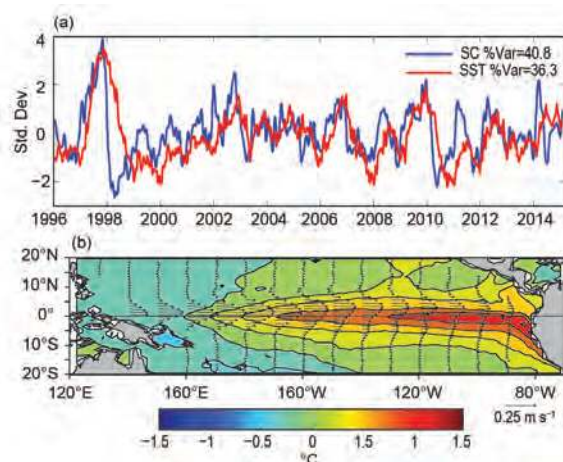 (a)
4
2
0
−2
Std. Dev.
SC %Var=40.8
SST %Var=36.3
1996 1998 2000 2002 2004 2006 2008 2010 2012 2014
(b)
20°N
10°N
0°
10°S
20°S
120°E 160°E 160°W 120°W 80°W
0.25 m s⁻¹
−1.5 −1 −0.5 0 0.5 1 1.5
°C